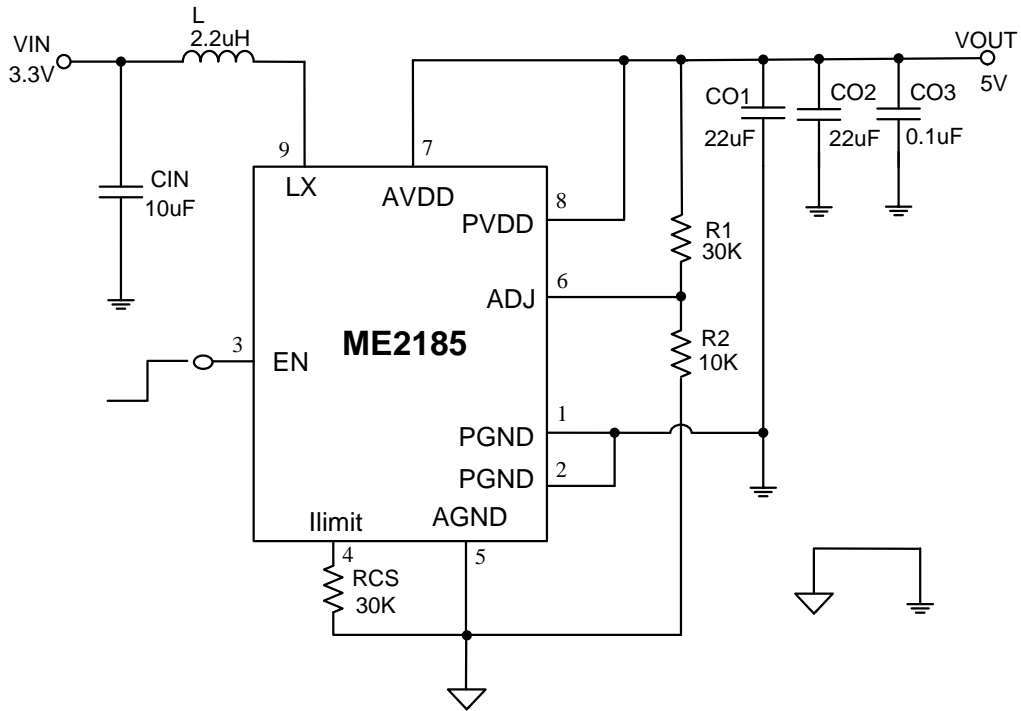 L
2.2uH
VIN
3.3V
VOUT
5V
CO1
22uF
CO2
22uF
CO3
0.1uF
CIN
10uF
9
LX
7
AVDD
8
PVDD
R1
30K
6
ADJ
ME2185
R2
10K
3
EN
1
PGND
2
PGND
AGND
5
Ilimit
4
RCS
30K